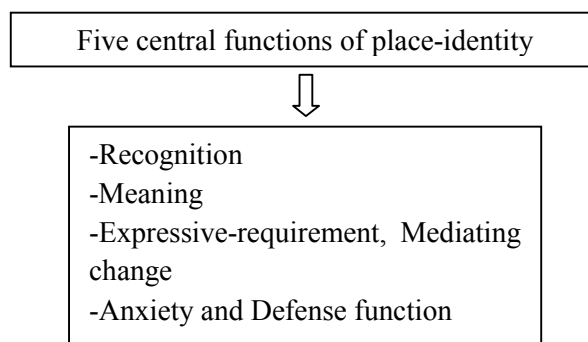 Five central functions of place-identity
-Recognition
-Meaning
-Expressive-requirement, Mediating
change
-Anxiety and Defense function